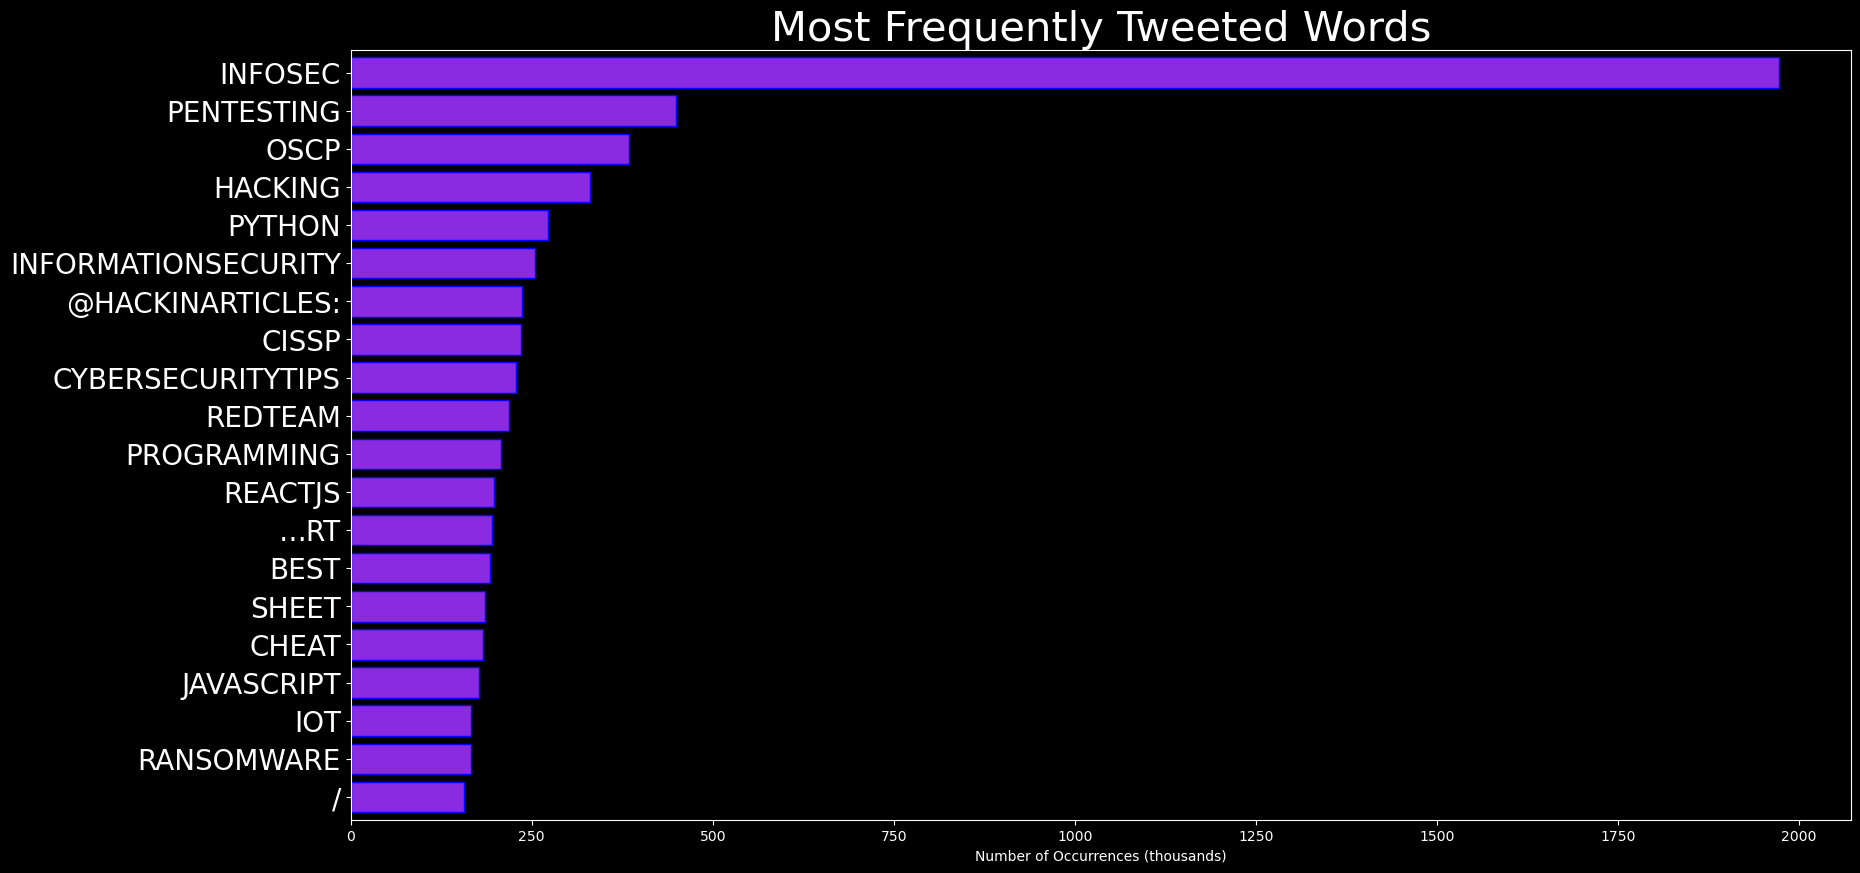 Most Frequently Tweeted Words
INFOSEC
PENTESTING
OSCP
HACKING
PYTHON
INFORMATIONSECURITY
@HACKINARTICLES:
CISSP
CYBERSECURITYTIPS
REDTEAM
PROGRAMMING
REACTJS
…RT
BEST
SHEET
CHEAT
JAVASCRIPT
IOT
RANSOMWARE
/
0 250 500 750 1000 1250 1500 1750 2000
Number of Occurrences (thousands)